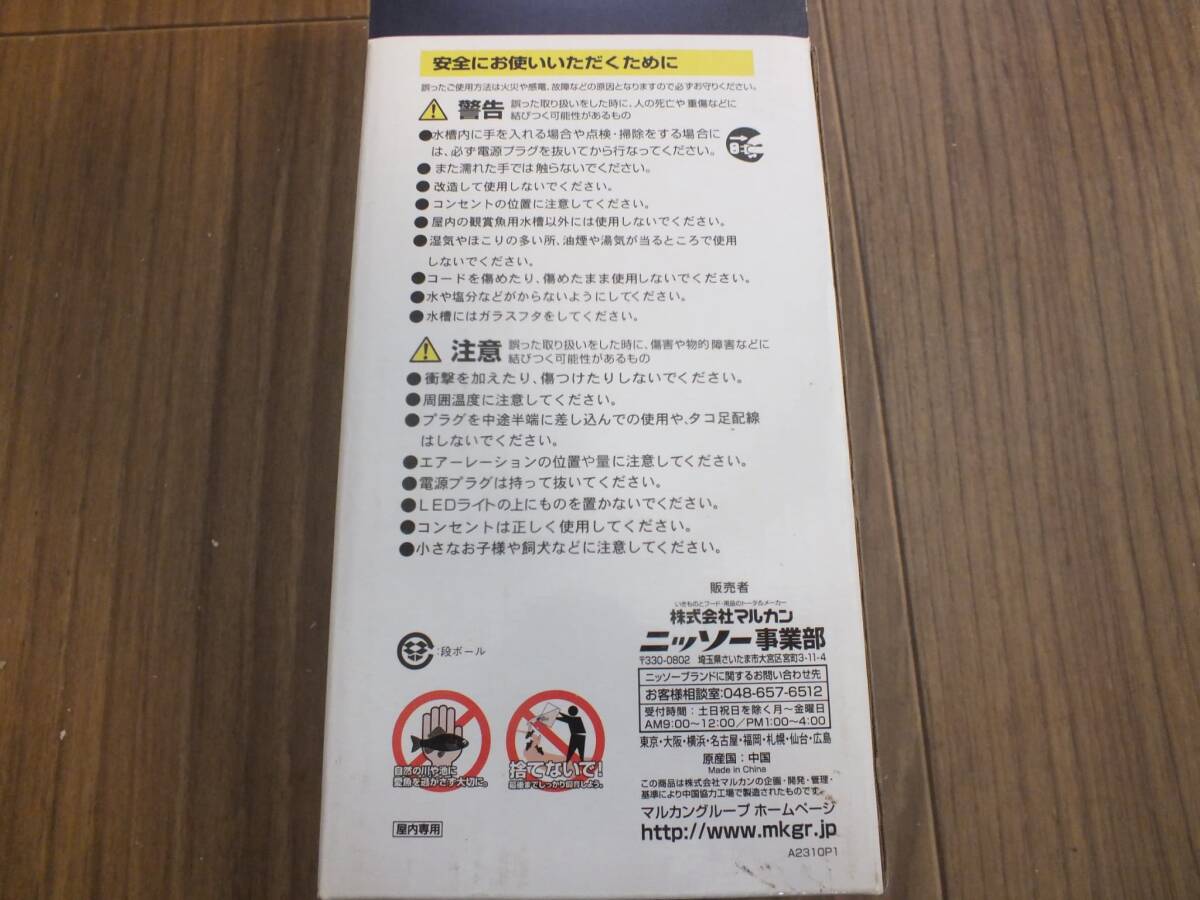 安全にお使いいただくために
誤ったご使用方法は火災や感電、故障などの原因となりますので必ずお守りください。
警告 誤った取り扱いをした時に、人の死亡や重傷などに
結びつく可能性があるもの
●水槽内に手を入れる場合や点検・掃除をする場合に
は、必ず電源プラグを抜いてから行なってください。
● また濡れた手では触らないでください。
● 改造して使用しないでください。
● コンセントの位置に注意してください。
●屋内の観賞魚用水槽以外には使用しないでください。
●湿気やほこりの多い所、油煙や湯気が当るところで使用
しないでください。
●コードを傷めたり、傷めたまま使用しないでください。
●水や塩分などがからないようにしてください。
●水槽にはガラスフタをしてください。
注意 誤った取り扱いをした時に、傷害や物的障害などに
結びつく可能性があるもの
● 衝撃を加えたり、傷つけたりしないでください。
●周囲温度に注意してください。
●プラグを中途半端に差し込んでの使用や、タコ足配線
はしないでください。
●エアーレーションの位置や量に注意してください。
●電源プラグは持って抜いてください。
●LEDライトの上にものを置かないでください。
●コンセントは正しく使用してください。
●小さなお子様や飼犬などに注意してください。
販売者
いきものとフード・用品のトータルメーカー
株式会社マルカン
ニッソー事業部
〒330-0802 埼玉県さいたま市大宮区宮町3-11-4
ニッソーブランドに関するお問い合わせ先
お客様相談室:048-657-6512
受付時間:土日祝日を除く月〜金曜日
AM9:00〜12:00/PM1:00〜4:00
東京・大阪・横浜・名古屋・福岡・札幌・仙台・広島
原産国:中国
Made in China
この商品は株式会社マルカンの企画・開発・管理・
基準により中国協力工場で製造されたものです。
マルカングループ ホームページ
http://www.mkgr.jp
A2310P1
:段ボール
自然の川や池に
愛魚を逃がさず大切に。
捨てないで!
最後までしっかり飼育しよう。
屋内専用